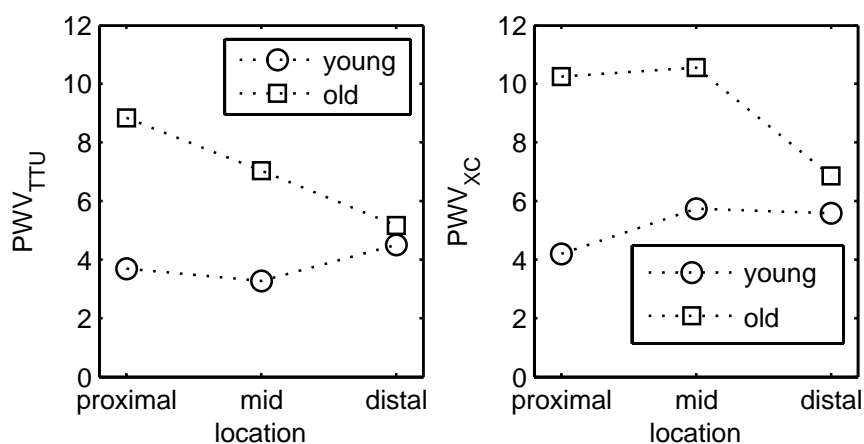 12
10
8
6
4
2
0
PWV_TTU
young
old
proximal mid distal
location
12
10
8
6
4
2
0
PWV_XC
young
old
proximal mid distal
location